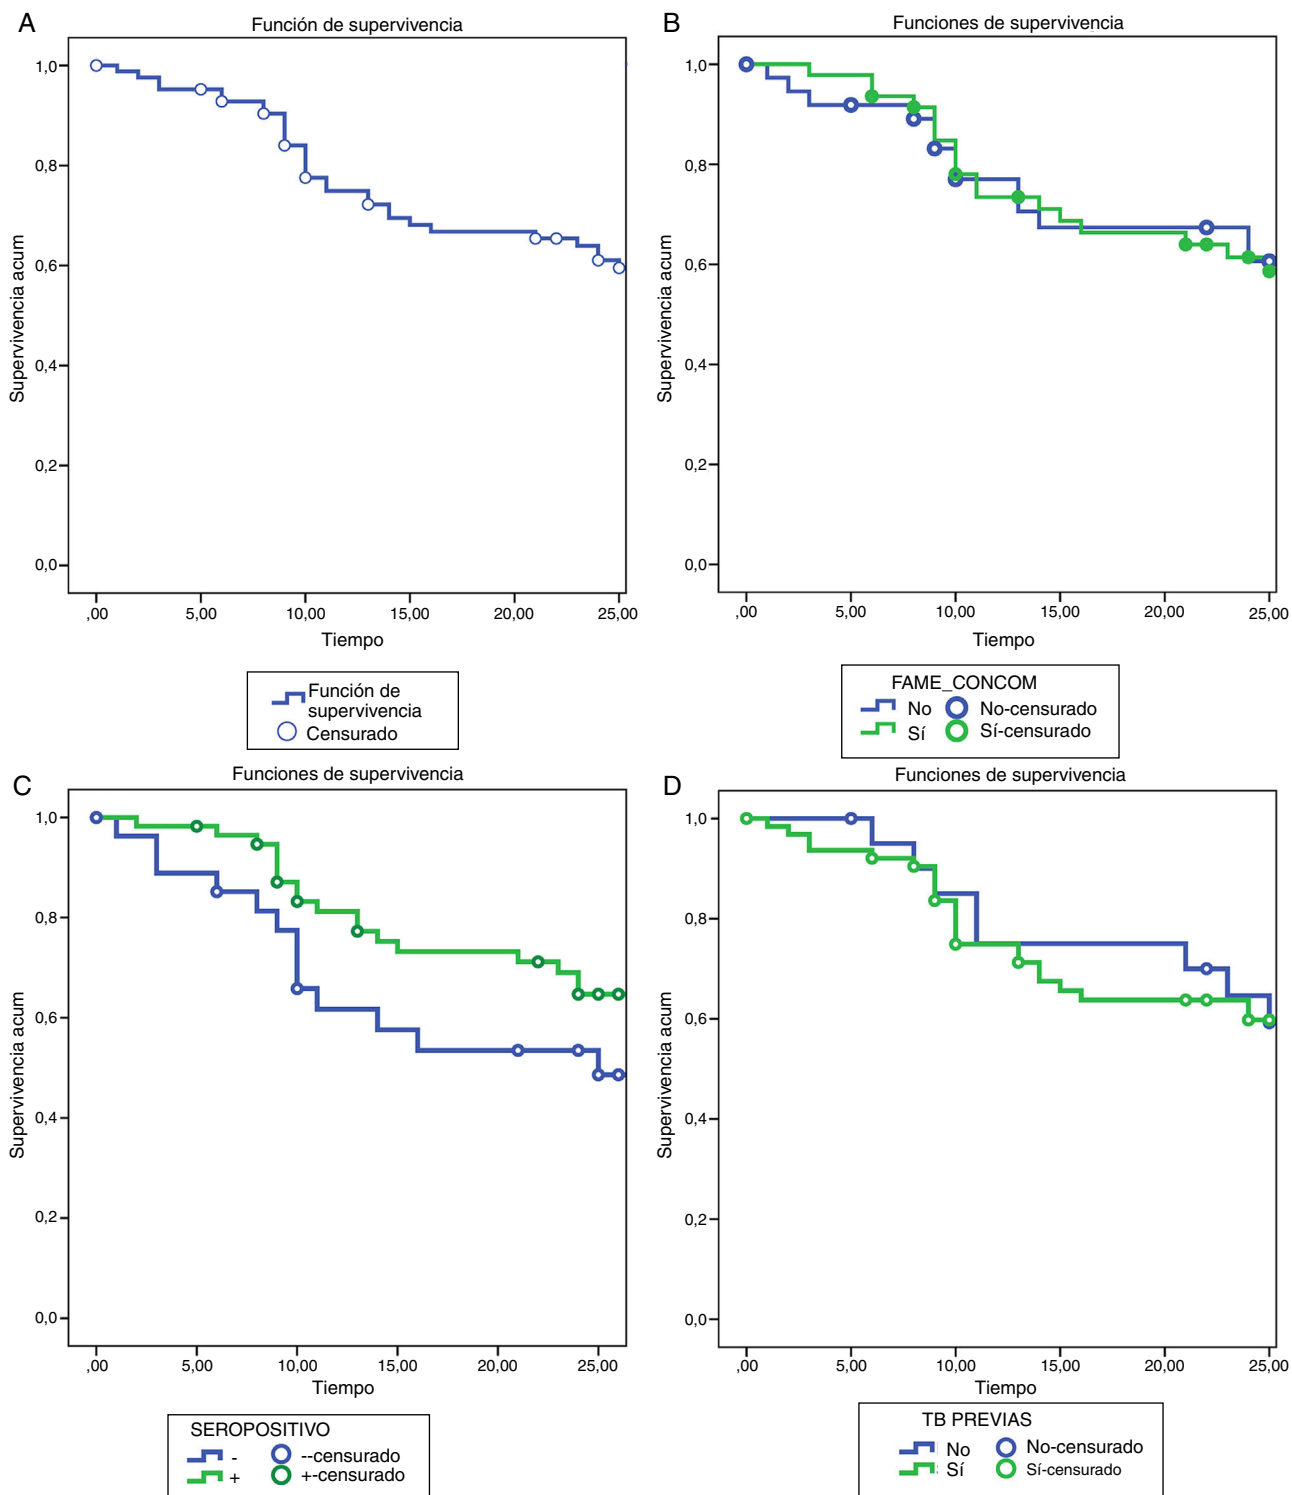 A
Función de supervivencia
Supervivencia acum
1,0
0,8
0,6
0,4
0,2
0,0
,00 5,00 10,00 15,00 20,00 25,00
Tiempo
Función de
supervivencia
Censurado
B
Funciones de supervivencia
Supervivencia acum
1,0
0,8
0,6
0,4
0,2
0,0
,00 5,00 10,00 15,00 20,00 25,00
Tiempo
FAME_CONCOM
No No-censurado
Sí Sí-censurado
C
Funciones de supervivencia
Supervivencia acum
1,0
0,8
0,6
0,4
0,2
0,0
,00 5,00 10,00 15,00 20,00 25,00
Tiempo
SEROPOSITIVO
- --censurado
+ +-censurado
D
Funciones de supervivencia
Supervivencia acum
1,0
0,8
0,6
0,4
0,2
0,0
,00 5,00 10,00 15,00 20,00 25,00
Tiempo
TB PREVIAS
No No-censurado
Sí Sí-censurado